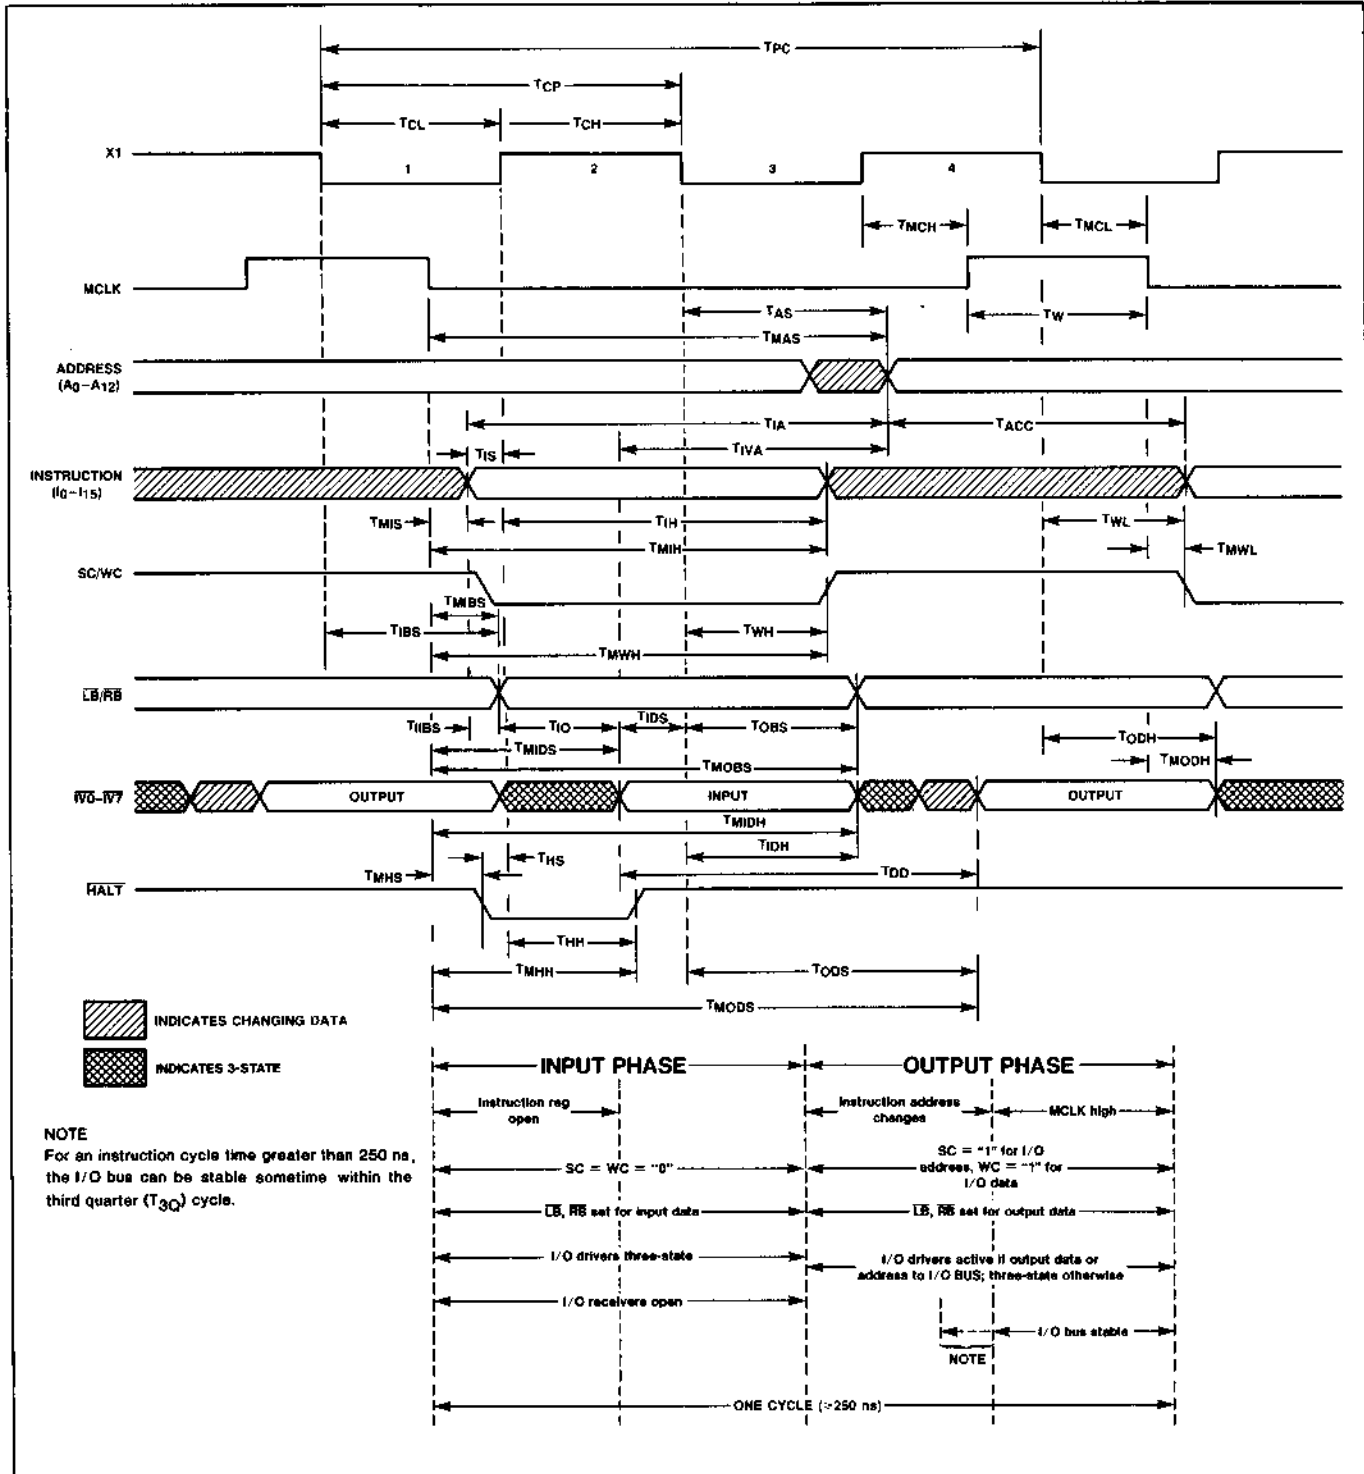 TPC
TCP
TCL TCH
X1
1 2 3 4
TMCH TMCL
MCLK
TAS TW
TMAS
ADDRESS
(A0–A12)
TIA TACC
TIS TIVA
INSTRUCTION
(I0–I15)
TMIS TIH TWL
TMIH TMWL
SC/WC
TMIBS
TIBS TWH
TMWH
LB/RB
TIIBS TIO TIDS TOBS
TMIDS TODH
TMOBS TMODH
IV0–IV7 OUTPUT INPUT OUTPUT
TMIDH
THS TIDH
TMHS TDD
HALT
THH
TMHH TODS
TMODS
INDICATES CHANGING DATA
INDICATES 3-STATE
INPUT PHASE OUTPUT PHASE
Instruction reg
open
Instruction address
changes
MCLK high
NOTE
For an instruction cycle time greater than 250 ns,
the I/O bus can be stable sometime within the
third quarter (T3Q) cycle.
SC = WC = "0"
SC = "1" for I/O
address, WC = "1" for
I/O data
LB, RB set for input data
LB, RB set for output data
I/O drivers three-state
I/O drivers active if output data or
address to I/O BUS; three-state otherwise
I/O receivers open
I/O bus stable
NOTE
ONE CYCLE (>250 ns)